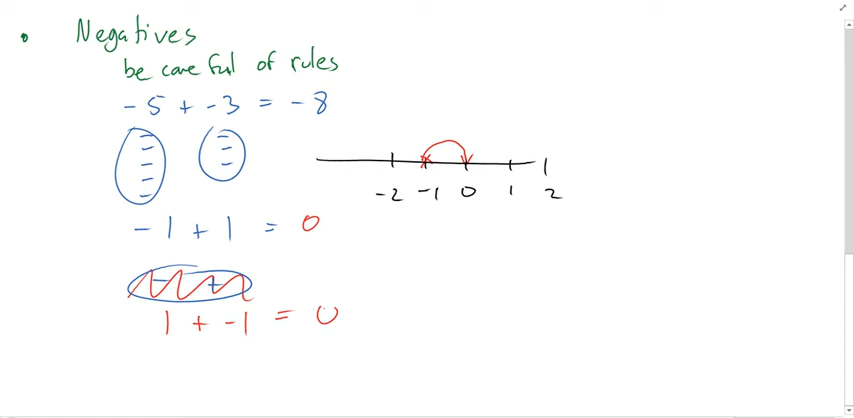 • Negatives
be careful of rules
-5 + -3 = -8
-2 -1 0 1 2
-1 + 1 = 0
- +
1 + -1 = 0